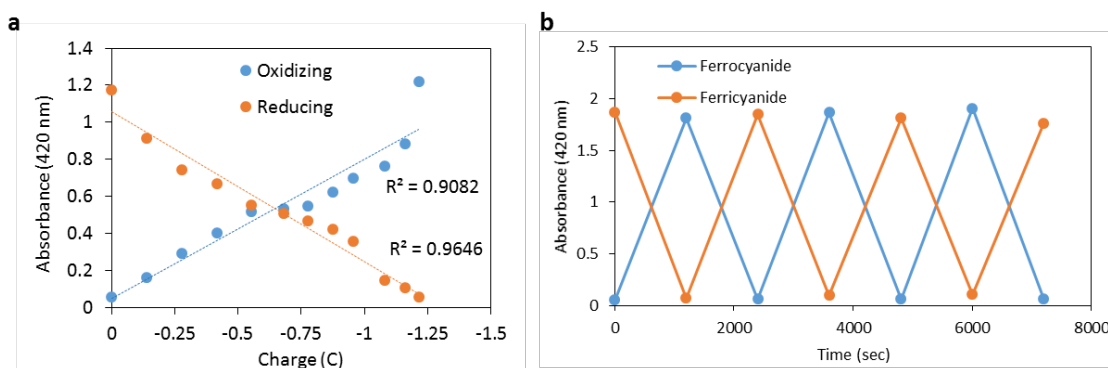 a
1.4
1.2
1
0.8
0.6
0.4
0.2
0
Absorbance (420 nm)
Oxidizing
Reducing
R² = 0.9082
R² = 0.9646
0 -0.25 -0.5 -0.75 -1 -1.25 -1.5
Charge (C)
b
2.5
2
1.5
1
0.5
0
Absorbance (420 nm)
Ferrocyanide
Ferricyanide
0 2000 4000 6000 8000
Time (sec)